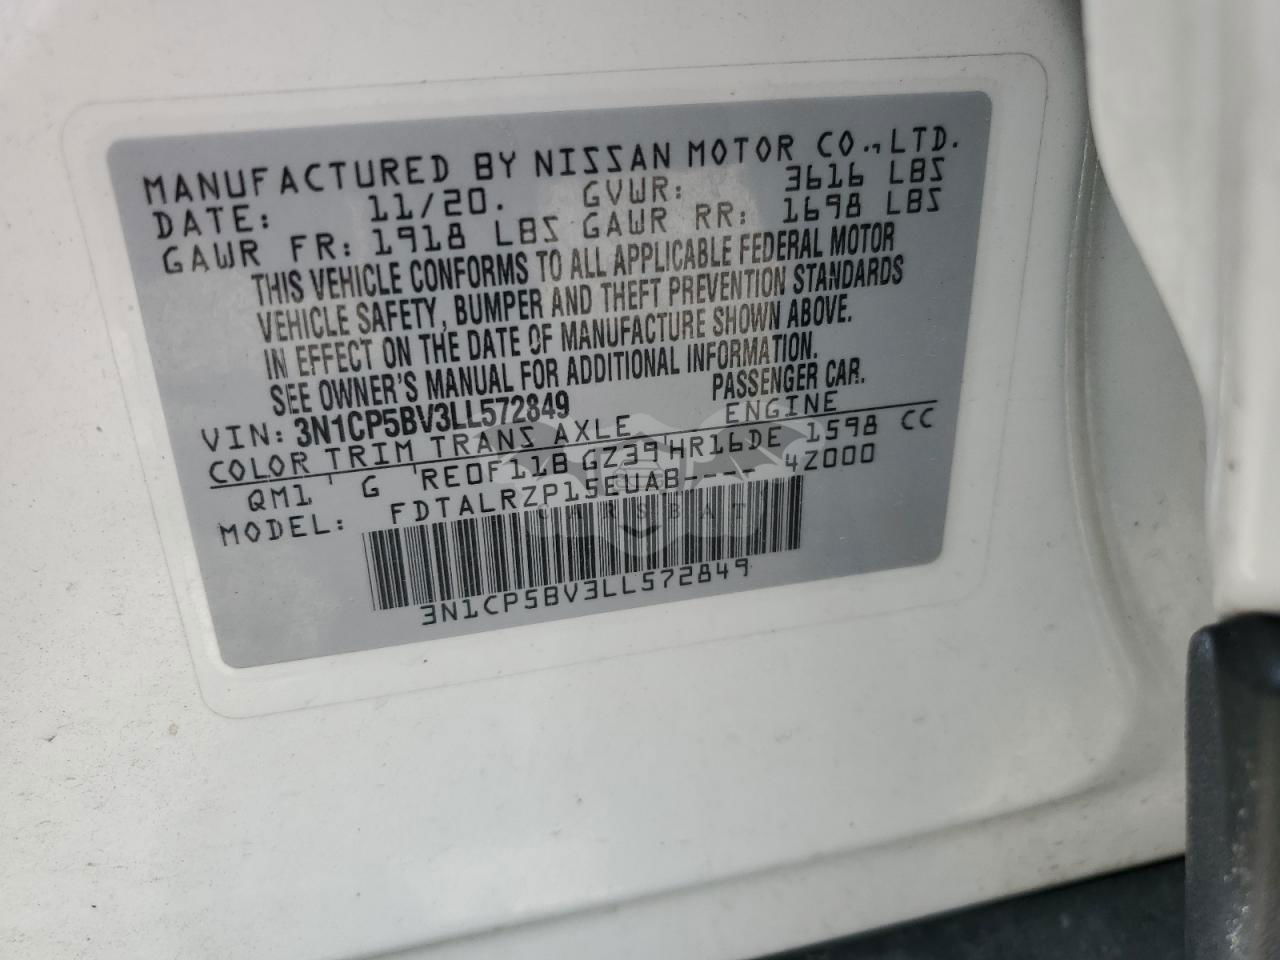 MANUFACTURED BY NISSAN MOTOR CO., LTD.
DATE: 11/20. GVWR: 3616 LBS
GAWR FR: 1918 LBS GAWR RR: 1698 LBS
THIS VEHICLE CONFORMS TO ALL APPLICABLE FEDERAL MOTOR
VEHICLE SAFETY, BUMPER AND THEFT PREVENTION STANDARDS
IN EFFECT ON THE DATE OF MANUFACTURE SHOWN ABOVE.
SEE OWNER'S MANUAL FOR ADDITIONAL INFORMATION.
VIN: 3N1CP5BV3LL572849 PASSENGER CAR.
COLOR TRIM TRANS AXLE ENGINE
QM1 G RE0F11B GZ39 HR16DE 1598 CC
MODEL: FDTALRZP15EUAB---- 4Z000
CARSBAT
3N1CP5BV3LL572849